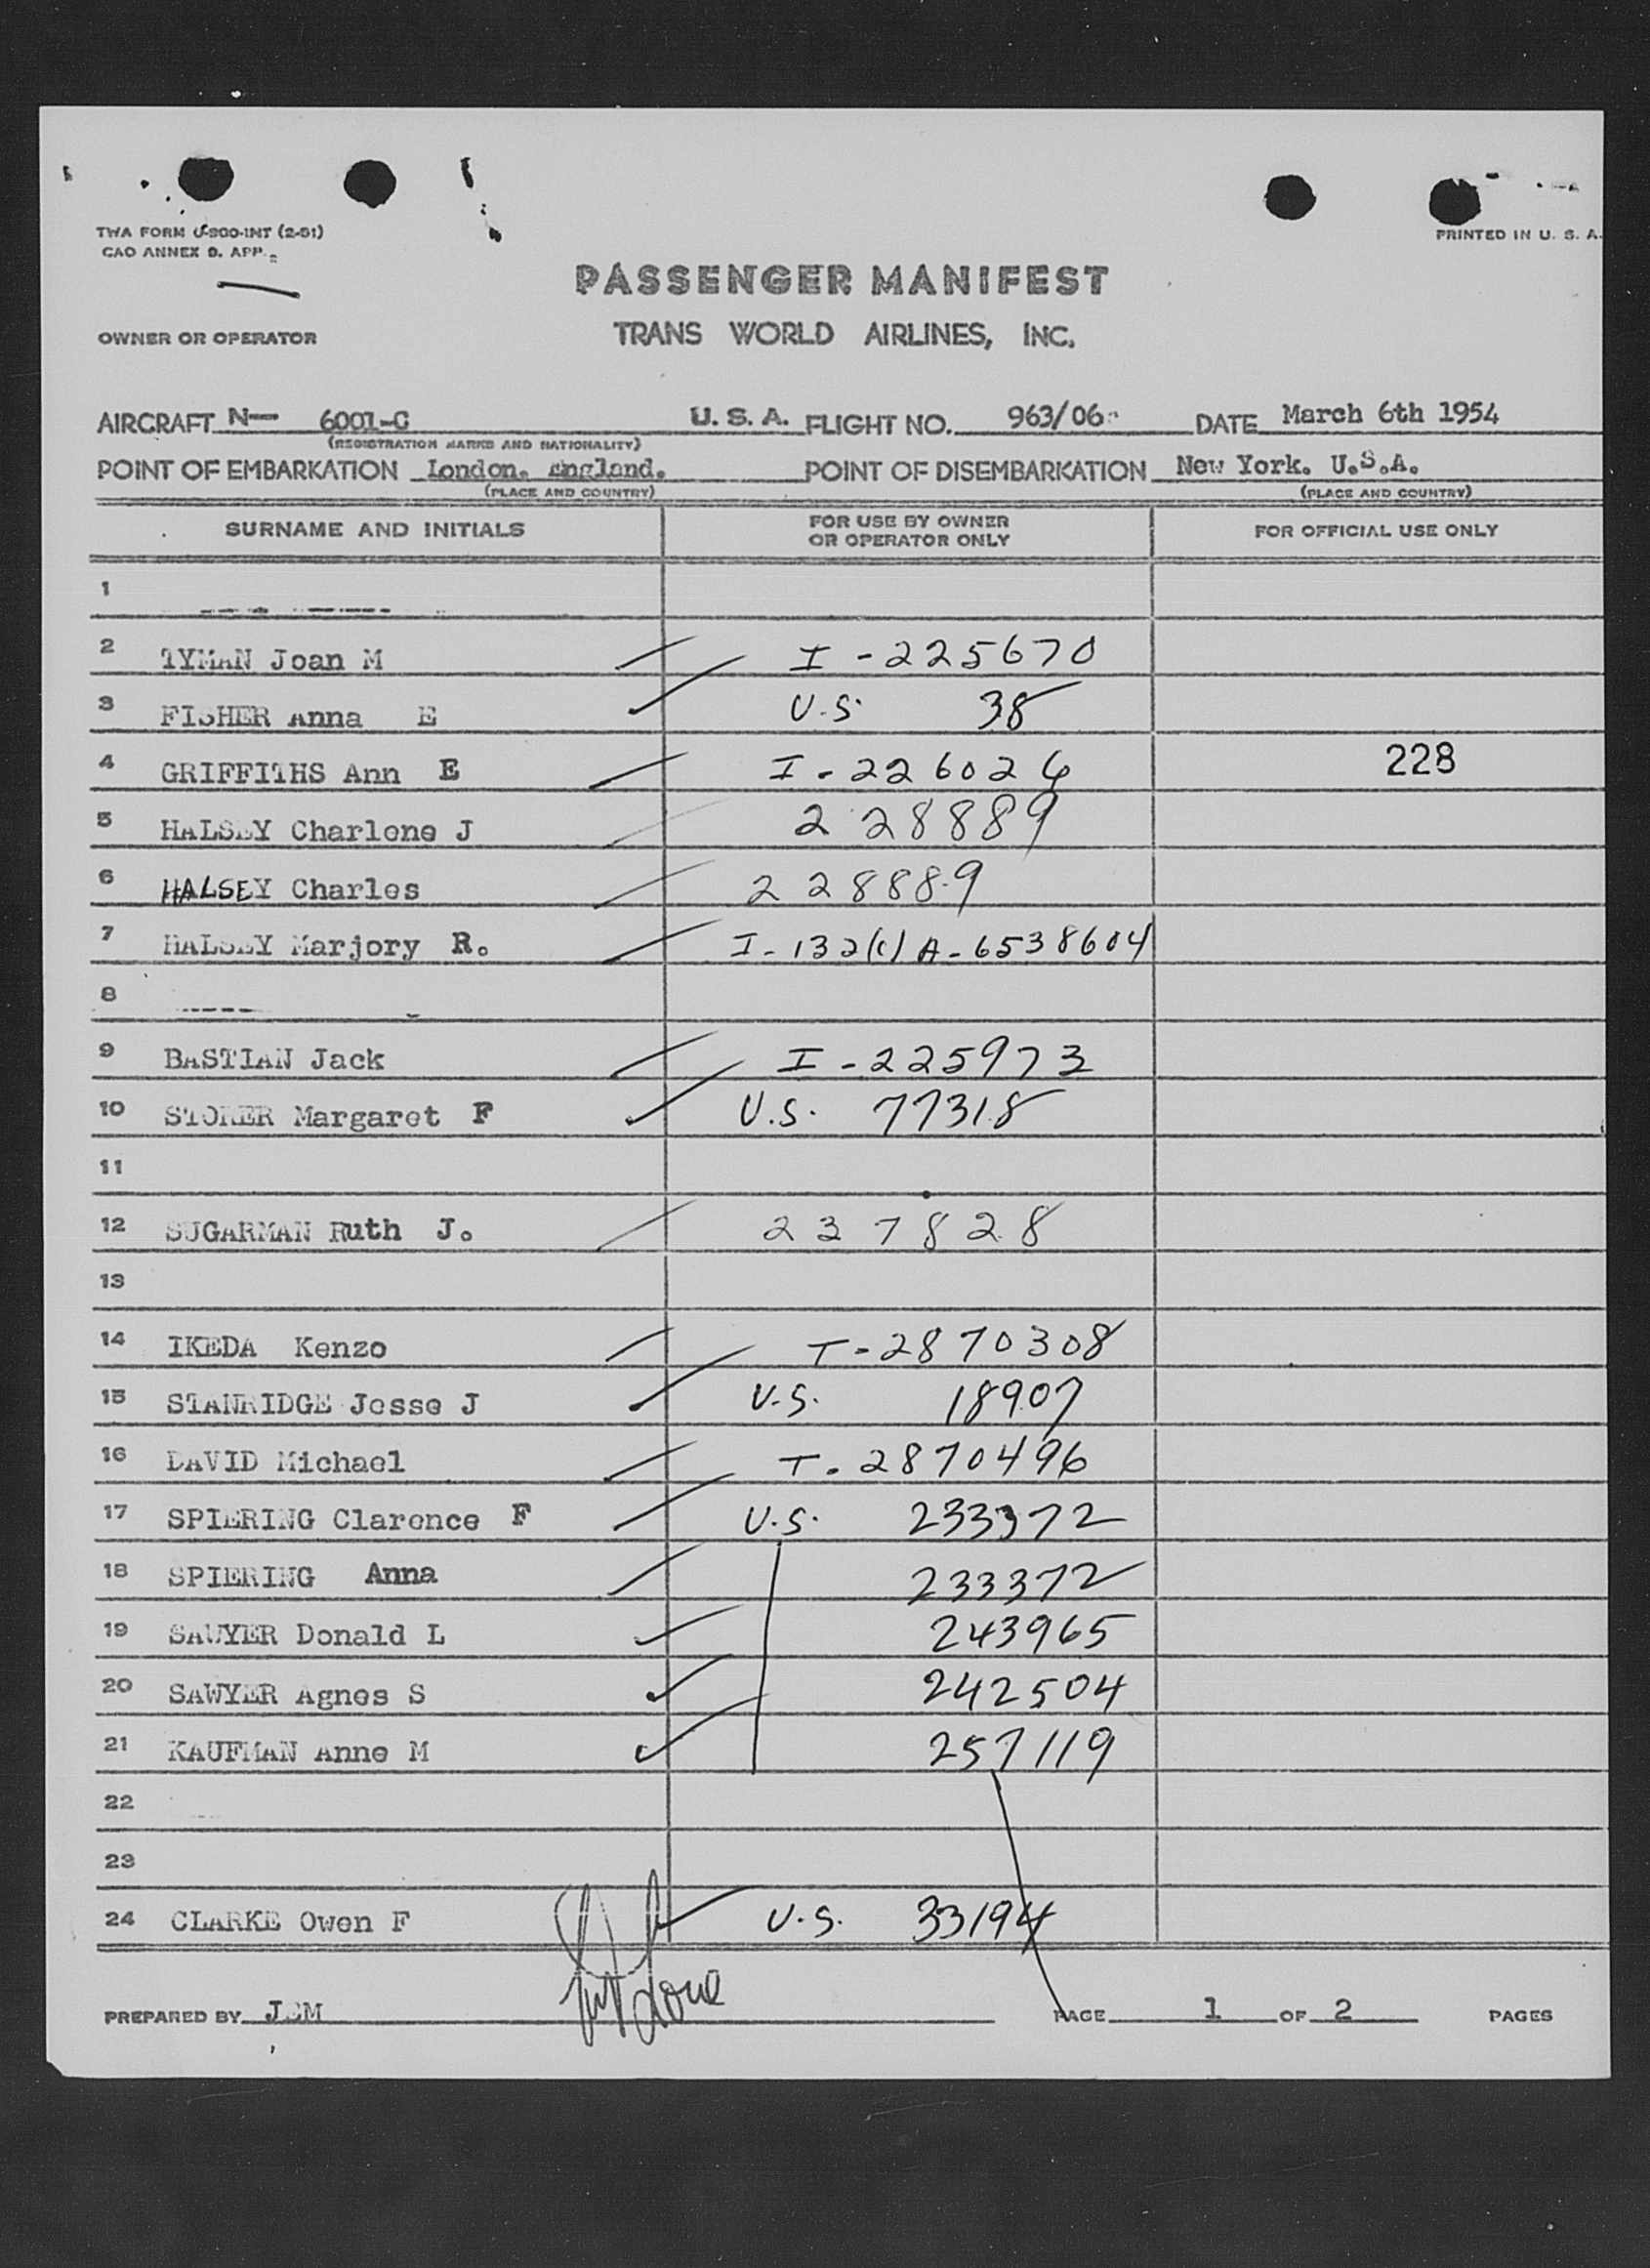 TWA FORM U-900-INT (2-51)
CAO ANNEX 9. APP.
PRINTED IN U. S. A.
PASSENGER MANIFEST
OWNER OR OPERATOR TRANS WORLD AIRLINES, INC.
AIRCRAFT N— 6001-C U. S. A. FLIGHT NO. 963/06 DATE March 6th 1954
(REGISTRATION MARKS AND NATIONALITY)
POINT OF EMBARKATION London. England. POINT OF DISEMBARKATION New York. U.S.A.
(PLACE AND COUNTRY) (PLACE AND COUNTRY)
SURNAME AND INITIALS FOR USE BY OWNER OR OPERATOR ONLY FOR OFFICIAL USE ONLY
1
2 TYMAN Joan M I-225670
3 FISHER Anna E U.S. 38
4 GRIFFITHS Ann E I-226026 228
5 HALSEY Charlene J 228889
6 HALSEY Charles 228889
7 HALSEY Marjory R. I-132(c) A-6538604
8
9 BASTIAN Jack I-225973
10 STONER Margaret F U.S. 77318
11
12 SUGARMAN Ruth J. 237828
13
14 IKEDA Kenzo T-2870308
15 STANRIDGE Jesse J U.S. 18907
16 DAVID Michael T-2870496
17 SPIERING Clarence F U.S. 233372
18 SPIERING Anna 233372
19 SAWYER Donald L 243965
20 SAWYER Agnes S 242504
21 KAUFMAN Anne M 257119
22
23
24 CLARKE Owen F U.S. 33194
PREPARED BY JEM PAGE 1 OF 2 PAGES